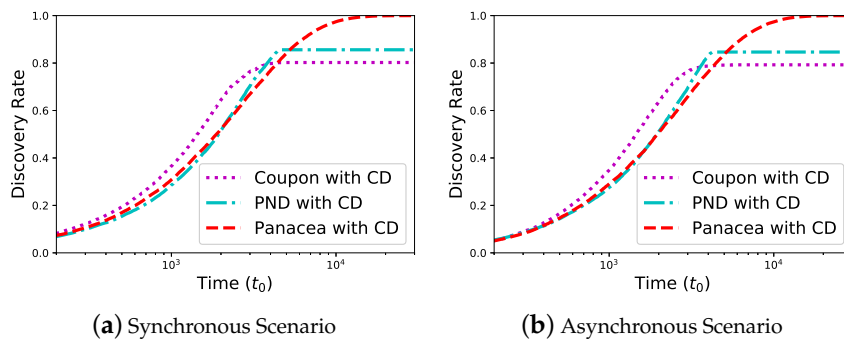 1.0
0.8
0.6
0.4
0.2
0.0
Discovery Rate
Coupon with CD
PND with CD
Panacea with CD
10³
10⁴
Time (t₀)
(a) Synchronous Scenario
1.0
0.8
0.6
0.4
0.2
0.0
Discovery Rate
Coupon with CD
PND with CD
Panacea with CD
10³
10⁴
Time (t₀)
(b) Asynchronous Scenario